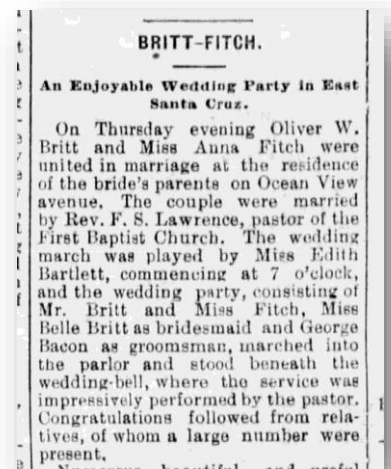 BRITT-FITCH.
An Enjoyable Wedding Party in East
Santa Cruz.
On Thursday evening Oliver W.
Britt and Miss Anna Fitch were
united in marriage at the residence
of the bride's parents on Ocean View
avenue. The couple were married
by Rev. F. S. Lawrence, pastor of the
First Baptist Church. The wedding
march was played by Miss Edith
Bartlett, commencing at 7 o'clock,
and the wedding party, consisting of
Mr. Britt and Miss Fitch, Miss
Belle Britt as bridesmaid and George
Bacon as groomsman, marched into
the parlor and stood beneath the
wedding-bell, where the service was
impressively performed by the pastor.
Congratulations followed from rela-
tives, of whom a large number were
present.